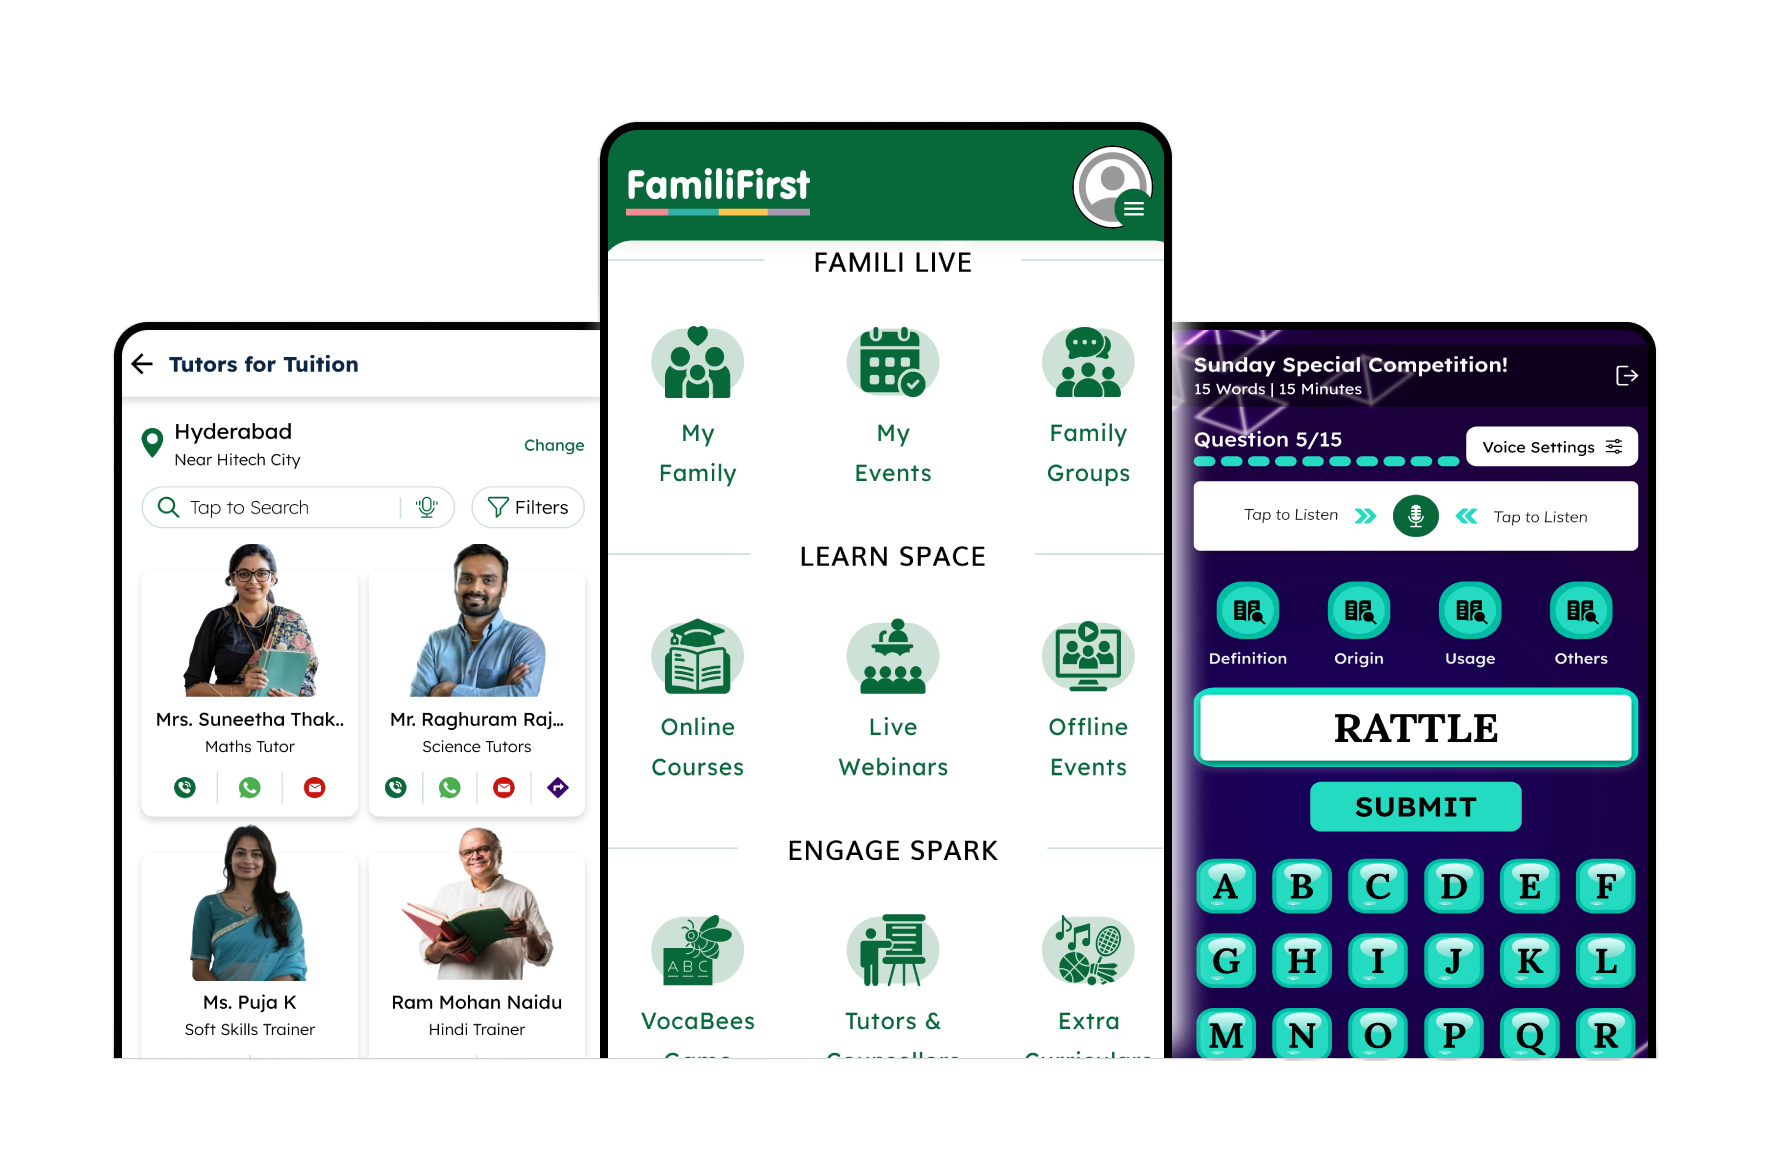 Tutors for Tuition
Hyderabad
Near Hitech City
Change
Tap to Search
Filters
Mrs. Suneetha Thak..
Maths Tutor
Mr. Raghuram Raj...
Science Tutors
Ms. Puja K
Soft Skills Trainer
Ram Mohan Naidu
Hindi Trainer
FamiliFirst
FAMILI LIVE
My
Family
My
Events
Family
Groups
LEARN SPACE
Online
Courses
Live
Webinars
Offline
Events
ENGAGE SPARK
ABC
VocaBees
Game
Tutors &
Counsellors
Extra
Curriculars
Sunday Special Competition!
15 Words | 15 Minutes
Question 5/15
Voice Settings
Tap to Listen
Tap to Listen
Definition
Origin
Usage
Others
RATTLE
SUBMIT
A B C D E F
G H I J K L
M N O P Q R